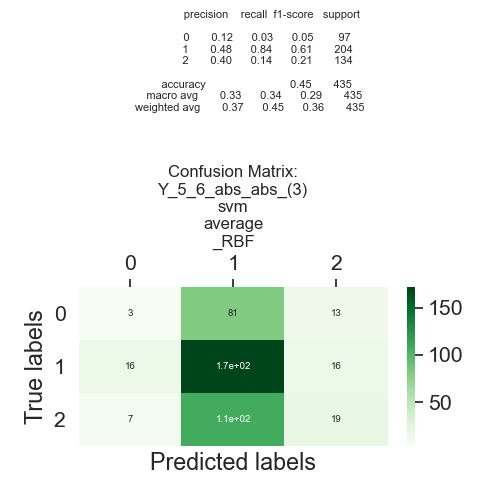 precision recall f1-score support
0 0.12 0.03 0.05 97
1 0.48 0.84 0.61 204
2 0.40 0.14 0.21 134
accuracy 0.45 435
macro avg 0.33 0.34 0.29 435
weighted avg 0.37 0.45 0.36 435
Confusion Matrix:
Y_5_6_abs_abs_(3)
svm
average
_RBF
0 1 2
0 3 81 13
1 16 1.7e+02 16
2 7 1.1e+02 19
True labels
Predicted labels
150
100
50